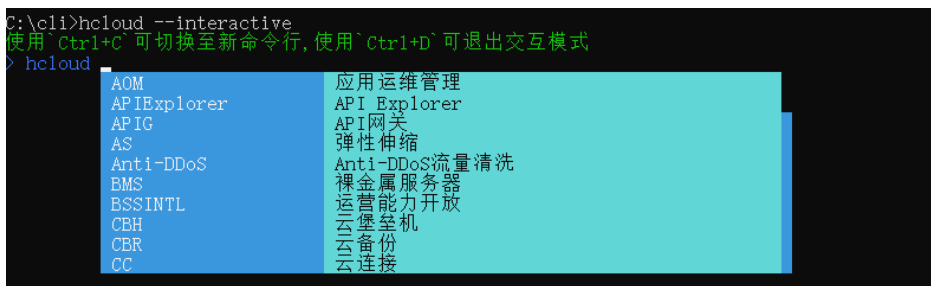 C:\cli>hcloud --interactive
使用`Ctrl+C`可切换至新命令行,使用`Ctrl+D`可退出交互模式
> hcloud _
AOM 应用运维管理
APIExplorer API Explorer
APIG API网关
AS 弹性伸缩
Anti-DDoS Anti-DDoS流量清洗
BMS 裸金属服务器
BSSINTL 运营能力开放
CBH 云堡垒机
CBR 云备份
CC 云连接